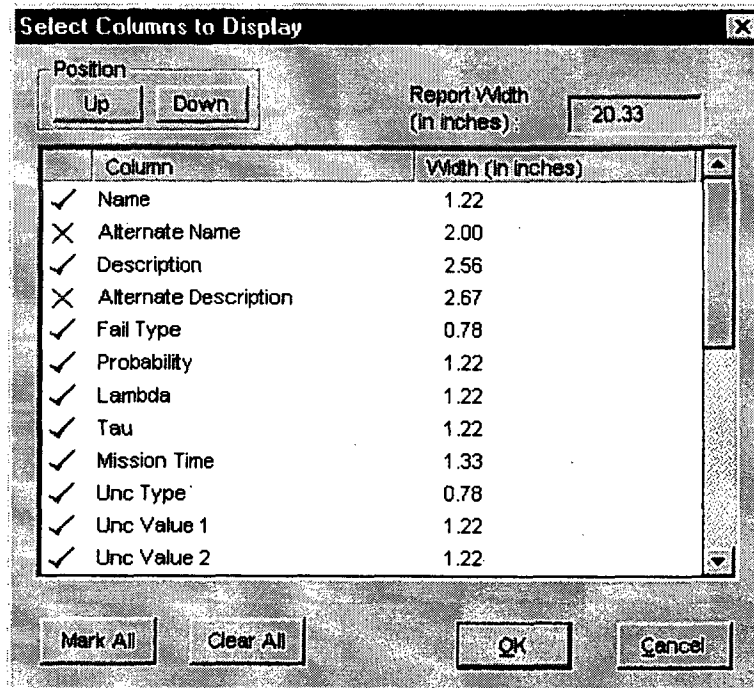 Select Columns to Display
Position
Up Down
Report Width
(in inches) : 20.33
Column Width (in inches)
Name 1.22
Alternate Name 2.00
Description 2.56
Alternate Description 2.67
Fail Type 0.78
Probability 1.22
Lambda 1.22
Tau 1.22
Mission Time 1.33
Unc Type 0.78
Unc Value 1 1.22
Unc Value 2 1.22
Mark All Clear All OK Cancel